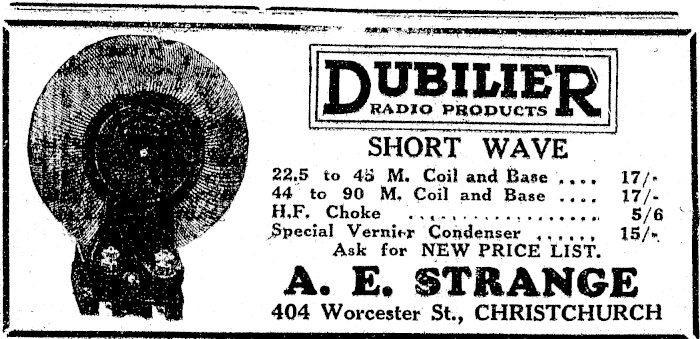 DUBILIER
RADIO PRODUCTS
SHORT WAVE
22.5 to 45 M. Coil and Base .... 17/-
44 to 90 M. Coil and Base .... 17/-
H.F. Choke .................. 5/6
Special Vernier Condenser ...... 15/-
Ask for NEW PRICE LIST.
A. E. STRANGE
404 Worcester St., CHRISTCHURCH